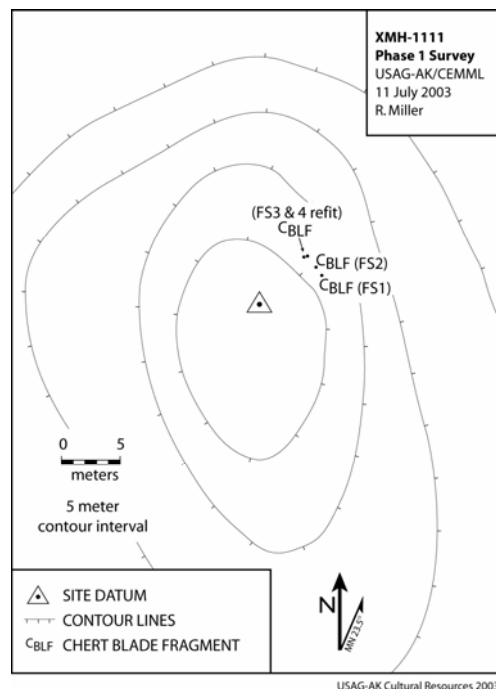 XMH-1111
Phase 1 Survey
USAG-AK/CEMML
11 July 2003
R. Miller
(FS3 & 4 refit)
CBLF
CBLF (FS2)
CBLF (FS1)
0 5
meters
5 meter
contour interval
N
MN 23.5°
SITE DATUM
CONTOUR LINES
CBLF CHERT BLADE FRAGMENT
USAG-AK Cultural Resources 2003